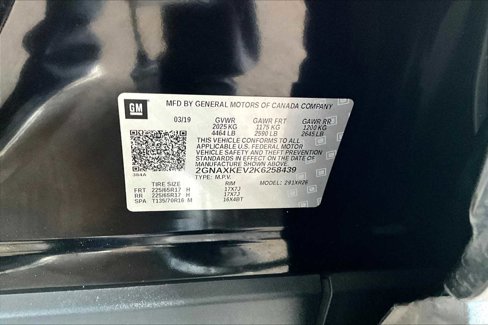 GM
MFD BY GENERAL MOTORS OF CANADA COMPANY
03/19 GVWR GAWR FRT GAWR RR
2025 KG 1175 KG 1200 KG
4464 LB 2590 LB 2645 LB
THIS VEHICLE CONFORMS TO ALL
APPLICABLE U.S. FEDERAL MOTOR
VEHICLE SAFETY AND THEFT PREVENTION
STANDARDS IN EFFECT ON THE DATE OF
MANUFACTURE SHOWN ABOVE.
2GNAXKEV2K6258439
TYPE: M.P.V.
TIRE SIZE RIM MODEL:
FRT 225/65R17 H 17X7J
RR 225/65R17 H 17X7J
SPA T135/70R16 M 16X4BT